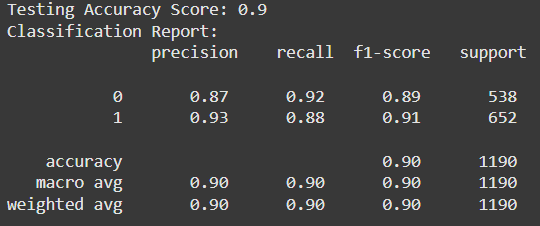 Testing Accuracy Score: 0.9
Classification Report:
precision recall f1-score support
0 0.87 0.92 0.89 538
1 0.93 0.88 0.91 652
accuracy 0.90 1190
macro avg 0.90 0.90 0.90 1190
weighted avg 0.90 0.90 0.90 1190